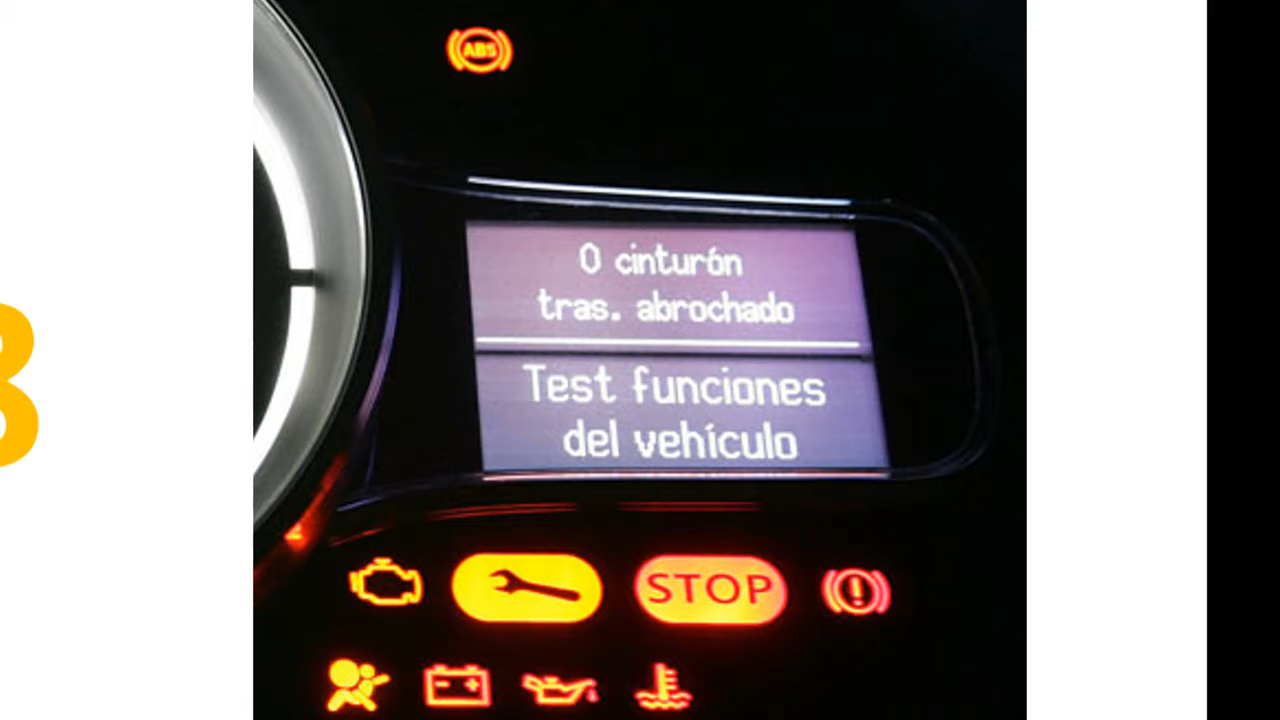 ABS
0 cinturón
tras. abrochado
Test funciones
del vehículo
STOP